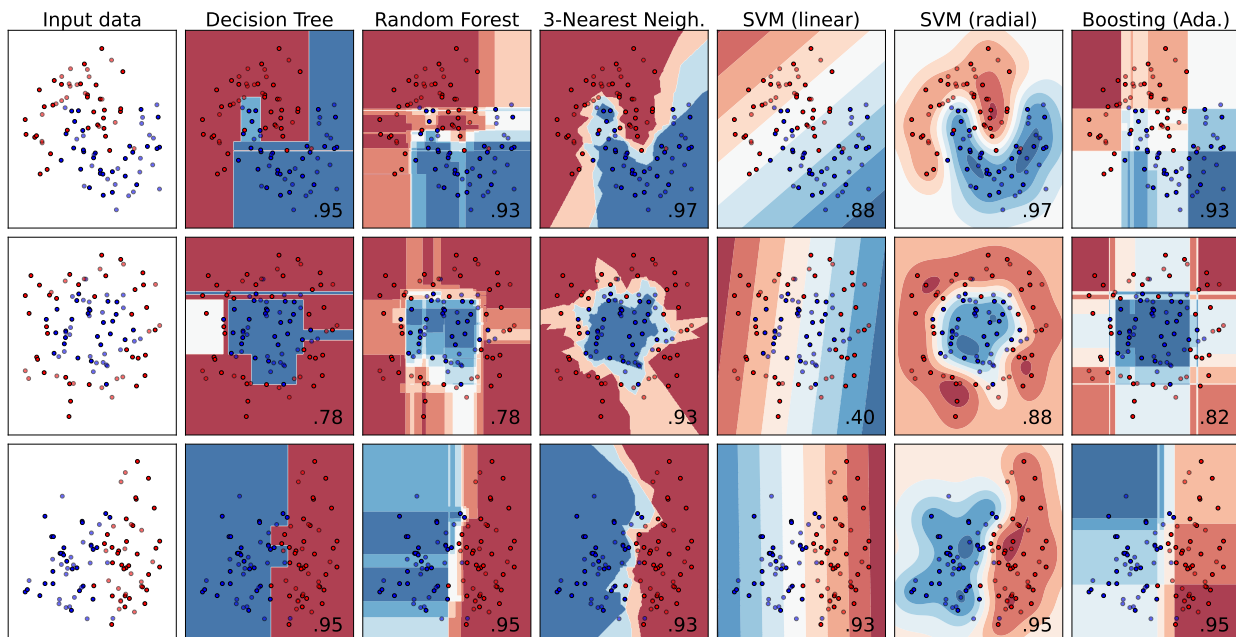 Input data
Decision Tree
Random Forest
3-Nearest Neigh.
SVM (linear)
SVM (radial)
Boosting (Ada.)
.95
.93
.97
.88
.97
.93
.78
.78
.93
.40
.88
.82
.95
.95
.93
.93
.95
.95